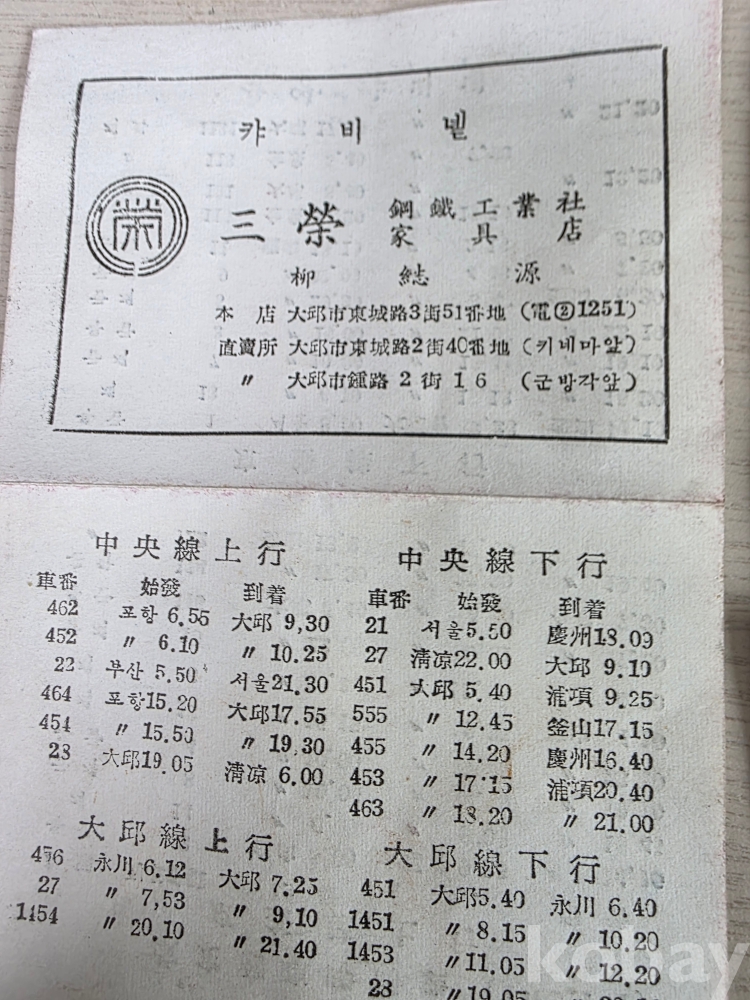 캬 비 넽
三榮 鋼鐵工業社
家具店
柳 鋕 源
本 店 大邱市東城路3街51番地 (電②1251)
直賣所 大邱市東城路2街40番地 (키네마앞)
〃 大邱市鍾路 2 街 1 6 (군방각앞)
中央線上行
車番 始發 到着
462 포항 6.55 大邱 9,30
452 〃 6.10 〃 10.25
22 부산 5.50 서울21.30
464 포항15.20 大邱17.55
454 〃 15.50 〃 19,30
28 大邱19.05 淸凉 6.00
中央線下行
車番 始發 到着
21 서울5.50 慶州18.09
27 淸凉22.00 大邱 9.10
451 大邱 5.40 浦項 9.25
555 〃 12.45 釜山17.15
455 〃 14.20 慶州16.40
453 〃 17.15 浦項20.40
463 〃 18.20 〃 21.00
大邱線上行
456 永川 6.12 大邱 7.25
27 〃 7,53 〃 9,10
1454 〃 20.10 〃 21.40
大邱線下行
451 大邱5.40 永川 6.40
1451 〃 8.15 〃 10.20
1453 〃11.05 〃 12.20
28 〃19.05